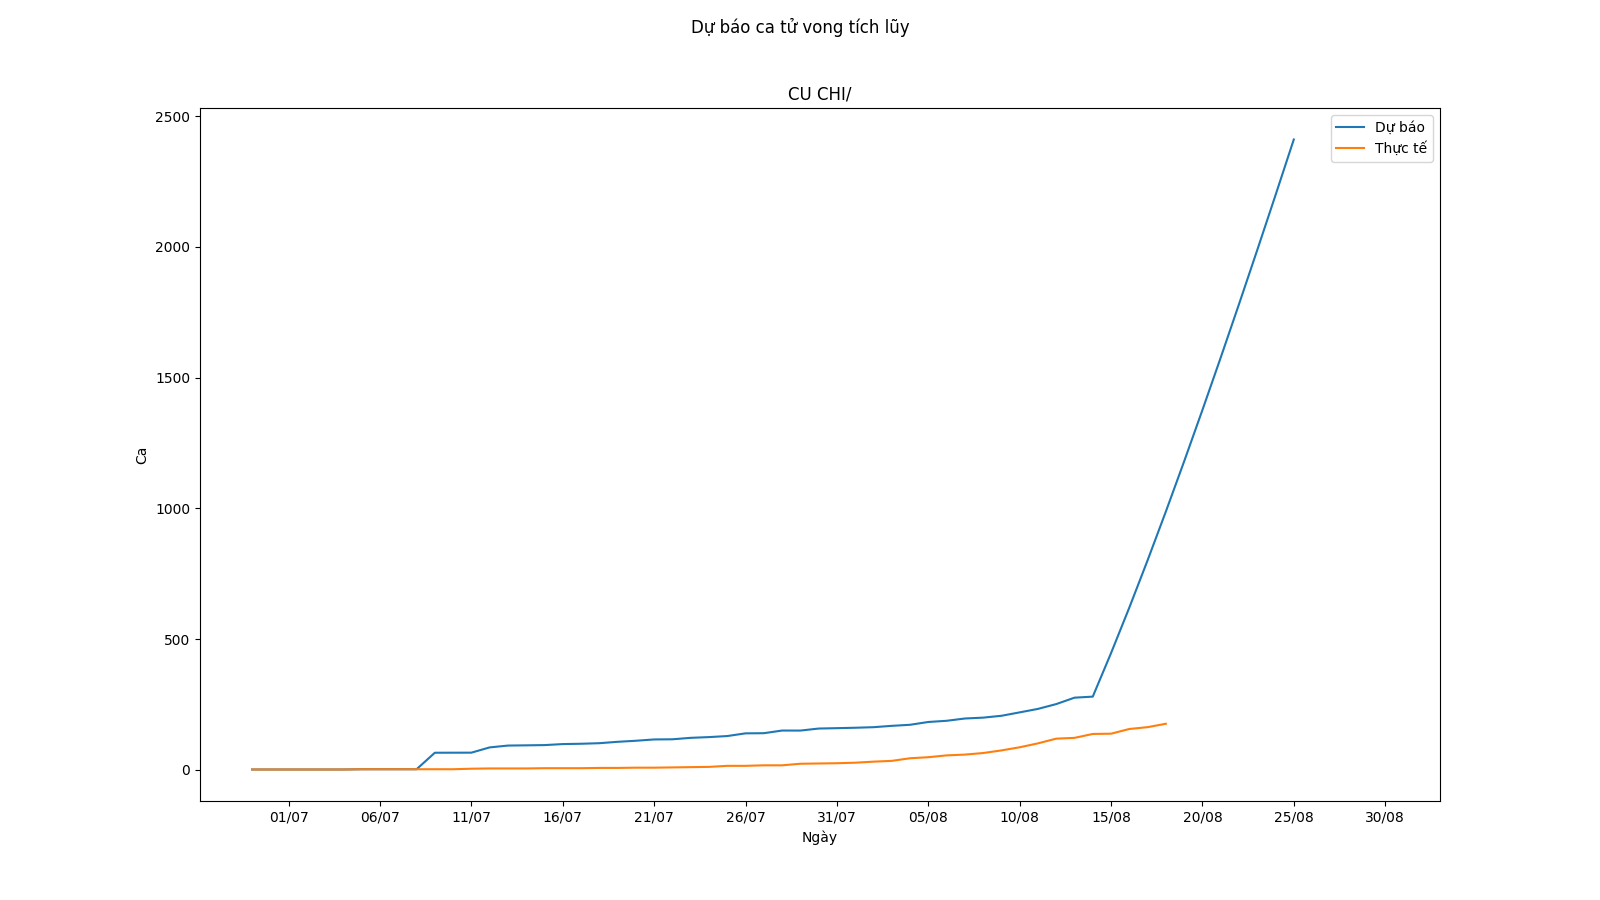 Dự báo ca tử vong tích lũy
CU CHI/
2500
2000
1500
1000
500
0
Ca
Dự báo
Thực tế
01/07 06/07 11/07 16/07 21/07 26/07 31/07 05/08 10/08 15/08 20/08 25/08 30/08
Ngày